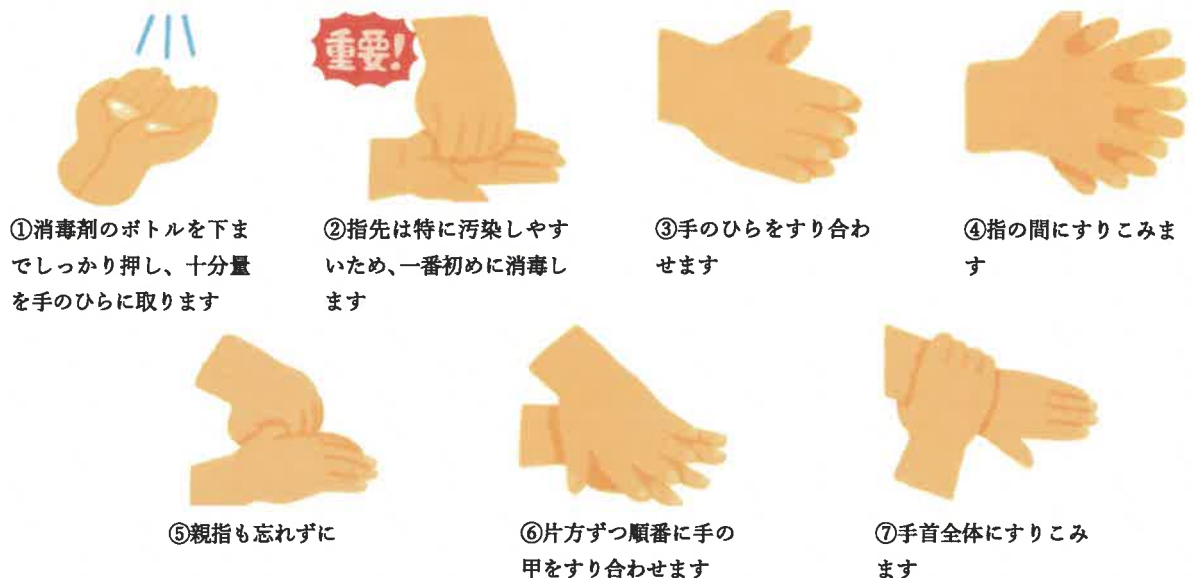 重要!
①消毒剤のボトルを下ま
でしっかり押し、十分量
を手のひらに取ります
②指先は特に汚染しやす
いため、一番初めに消毒し
ます
③手のひらをすり合わ
せます
④指の間にすりこみま
す
⑤親指も忘れずに
⑥片方ずつ順番に手の
甲をすり合わせます
⑦手首全体にすりこみ
ます